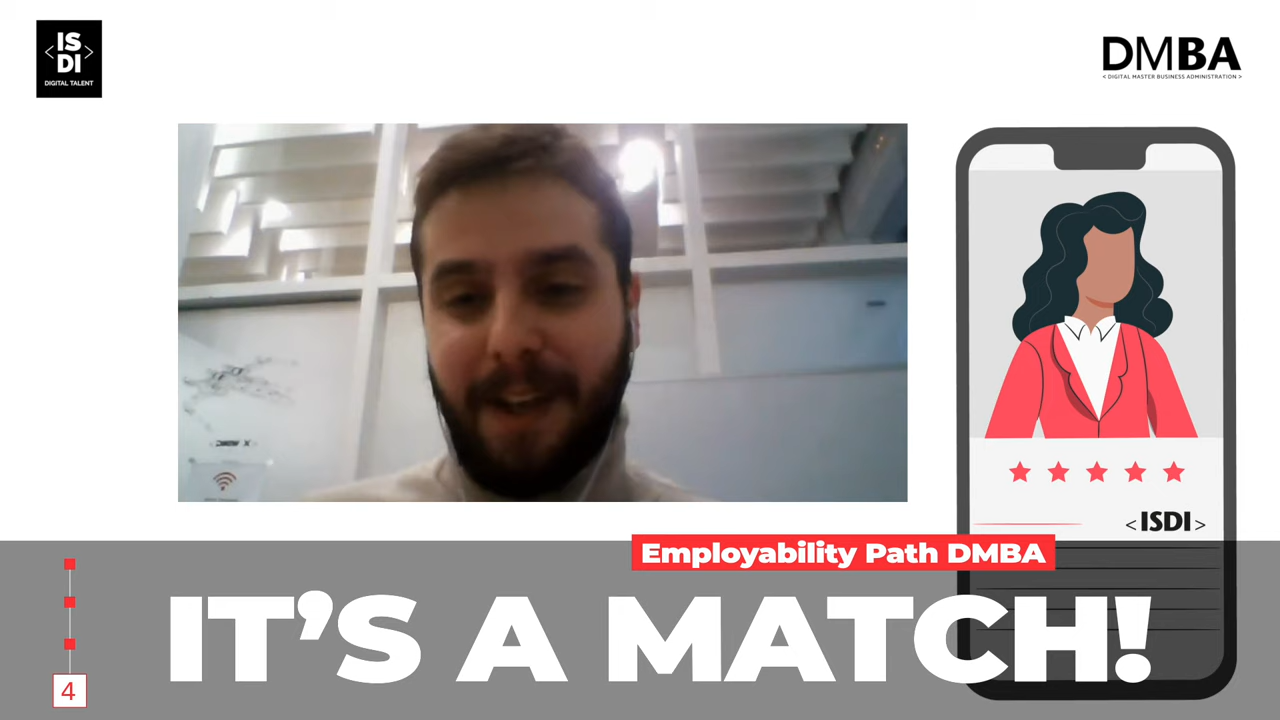 IS
DI
DIGITAL TALENT
DMBA
< DIGITAL MASTER BUSINESS ADMINISTRATION >
<ISDI>
Employability Path DMBA
IT'S A MATCH!
4